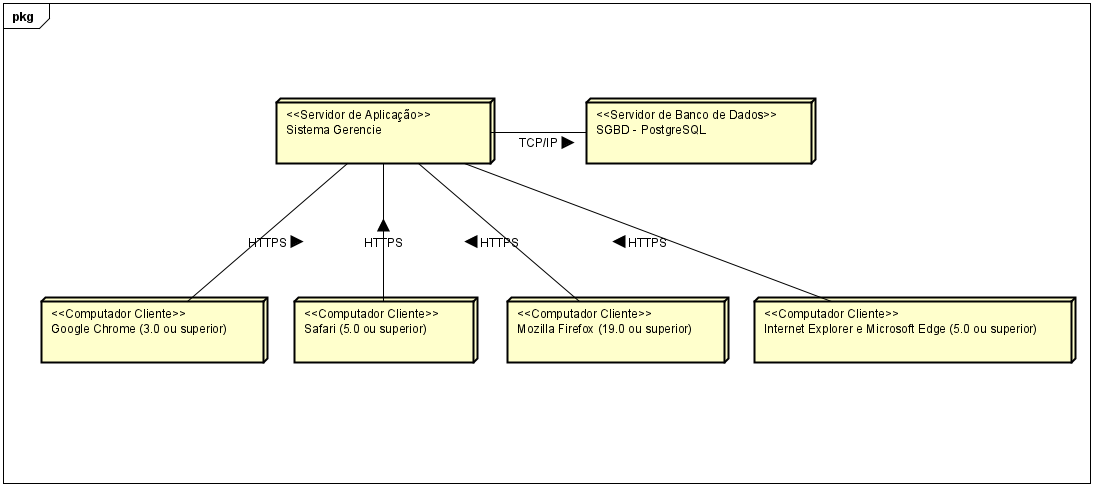 pkg
<<Servidor de Aplicação>>
Sistema Gerencie
<<Servidor de Banco de Dados>>
SGBD - PostgreSQL
TCP/IP
HTTPS
HTTPS
HTTPS
HTTPS
<<Computador Cliente>>
Google Chrome (3.0 ou superior)
<<Computador Cliente>>
Safari (5.0 ou superior)
<<Computador Cliente>>
Mozilla Firefox (19.0 ou superior)
<<Computador Cliente>>
Internet Explorer e Microsoft Edge (5.0 ou superior)